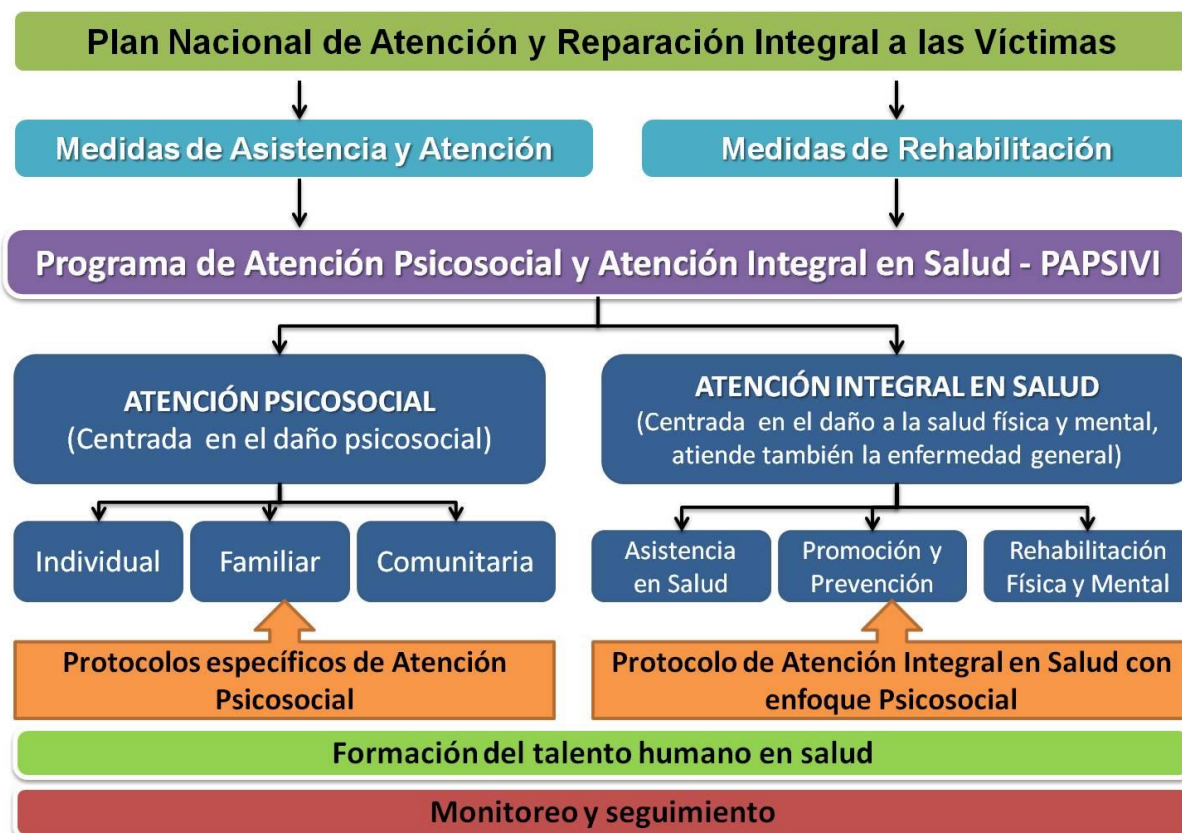 Plan Nacional de Atención y Reparación Integral a las Víctimas
Medidas de Asistencia y Atención
Medidas de Rehabilitación
Programa de Atención Psicosocial y Atención Integral en Salud - PAPSIVI
ATENCIÓN PSICOSOCIAL
(Centrada en el daño psicosocial)
ATENCIÓN INTEGRAL EN SALUD
(Centrada en el daño a la salud física y mental,
atiende también la enfermedad general)
Individual
Familiar
Comunitaria
Asistencia
en Salud
Promoción y
Prevención
Rehabilitación
Física y Mental
Protocolos específicos de Atención
Psicosocial
Protocolo de Atención Integral en Salud con
enfoque Psicosocial
Formación del talento humano en salud
Monitoreo y seguimiento